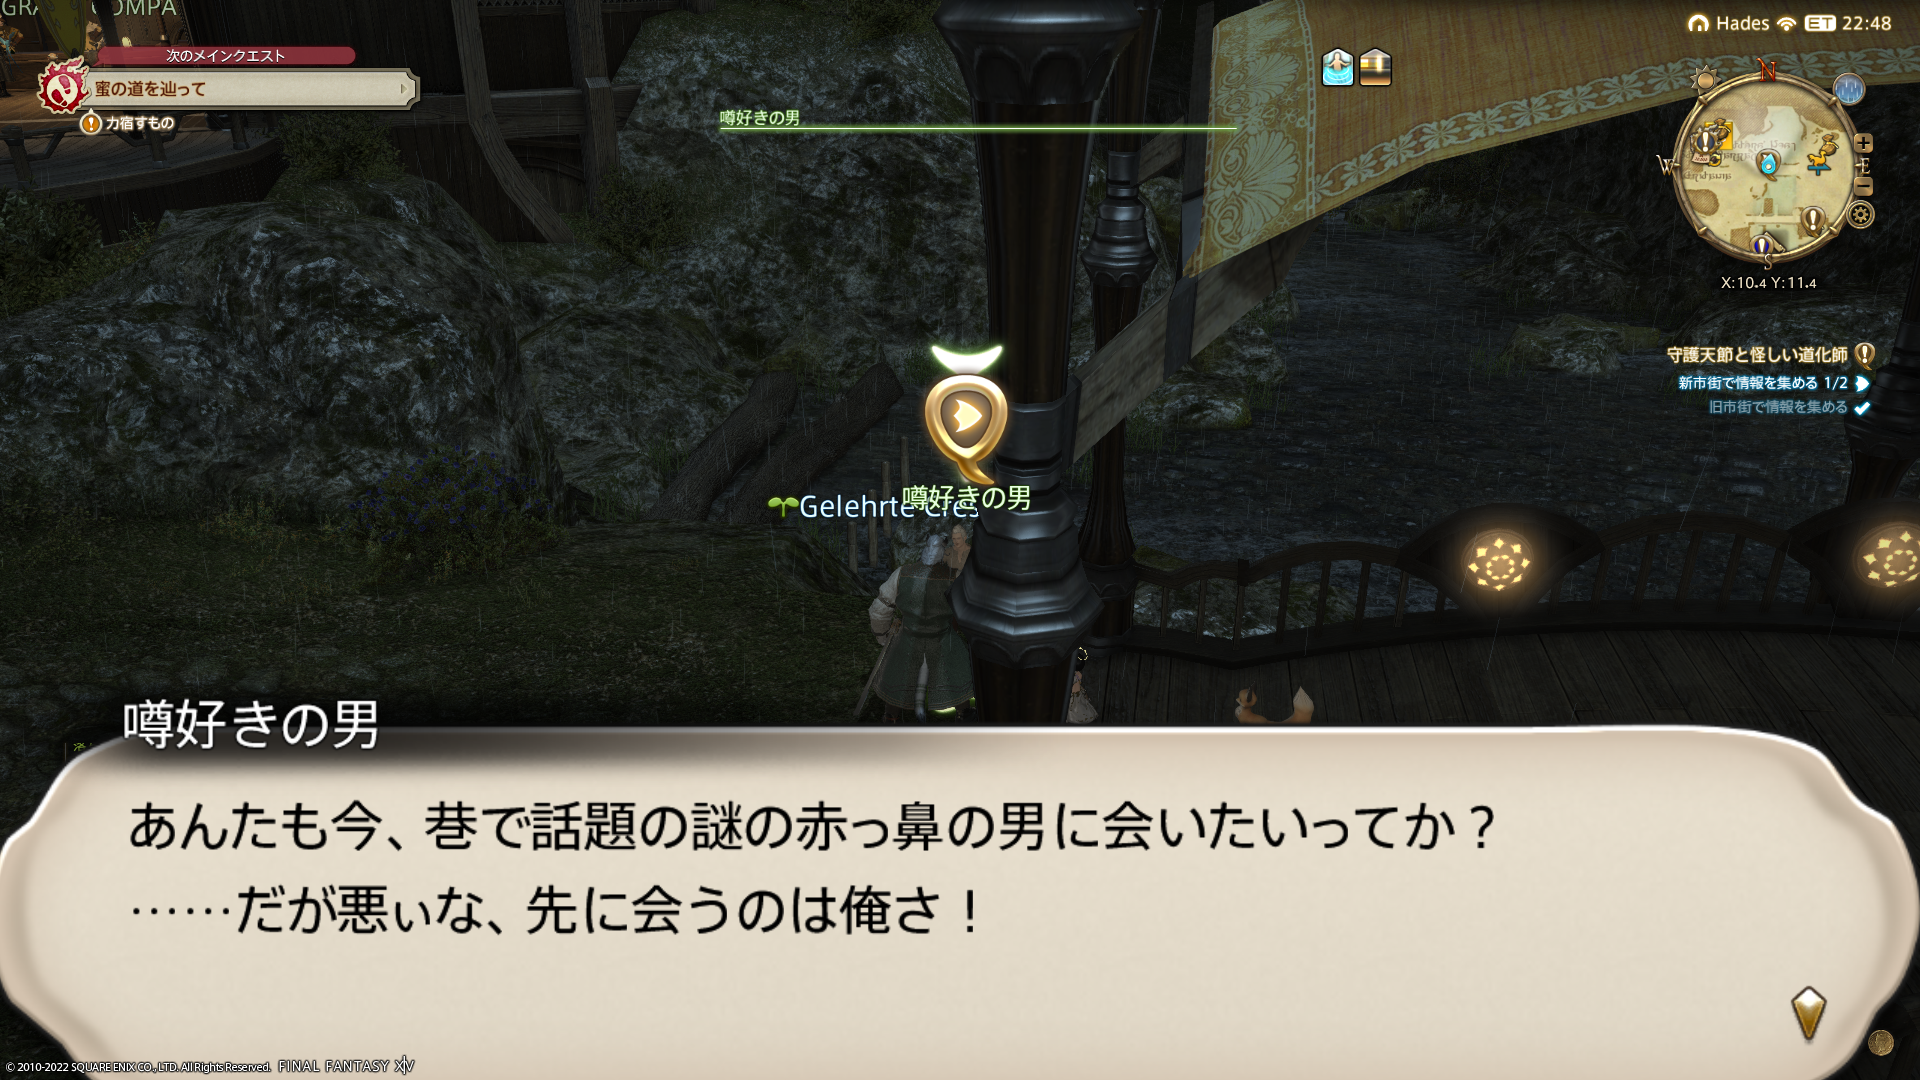 次のメインクエスト
蜜の道を辿って
力宿すもの
噂好きの男
Hades ET 22:48
N
W
E
S
X:10.4 Y:11.4
守護天節と怪しい道化師
新市街で情報を集める 1/2
旧市街で情報を集める
噂好きの男
Gelehrte
噂好きの男
あんたも今、巷で話題の謎の赤っ鼻の男に会いたいってか？
……だが悪ぃな、先に会うのは俺さ！
© 2010-2022 SQUARE ENIX CO., LTD. All Rights Reserved. FINAL FANTASY XIV